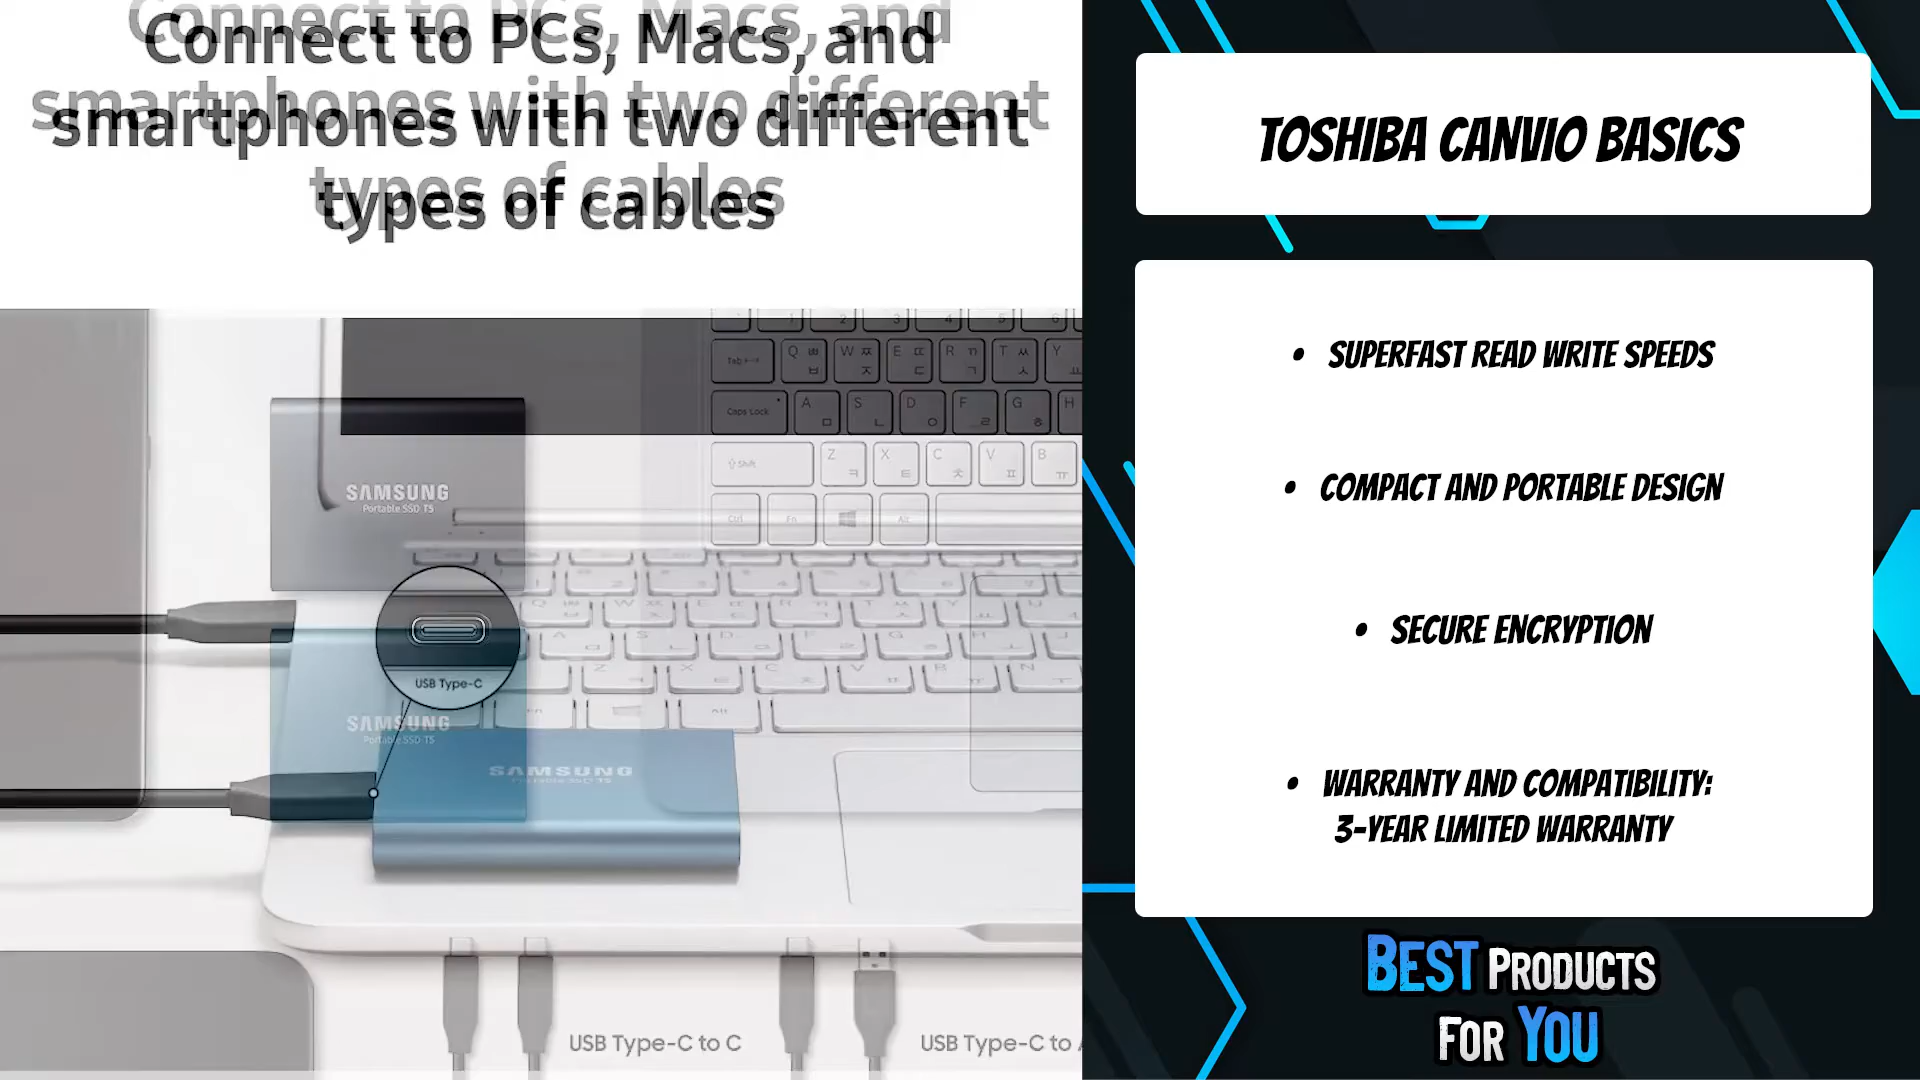 Connect to PCs, Macs, and
smartphones with two different
types of cables
SAMSUNG
Portable SSD T5
USB Type-C
SAMSUNG
Portable SSD T5
SAMSUNG
USB Type-C to C
USB Type-C to
TOSHIBA CANVIO BASICS
• SUPERFAST READ WRITE SPEEDS
• COMPACT AND PORTABLE DESIGN
• SECURE ENCRYPTION
• WARRANTY AND COMPATIBILITY:
3-YEAR LIMITED WARRANTY
BEST PRODUCTS
FOR YOU